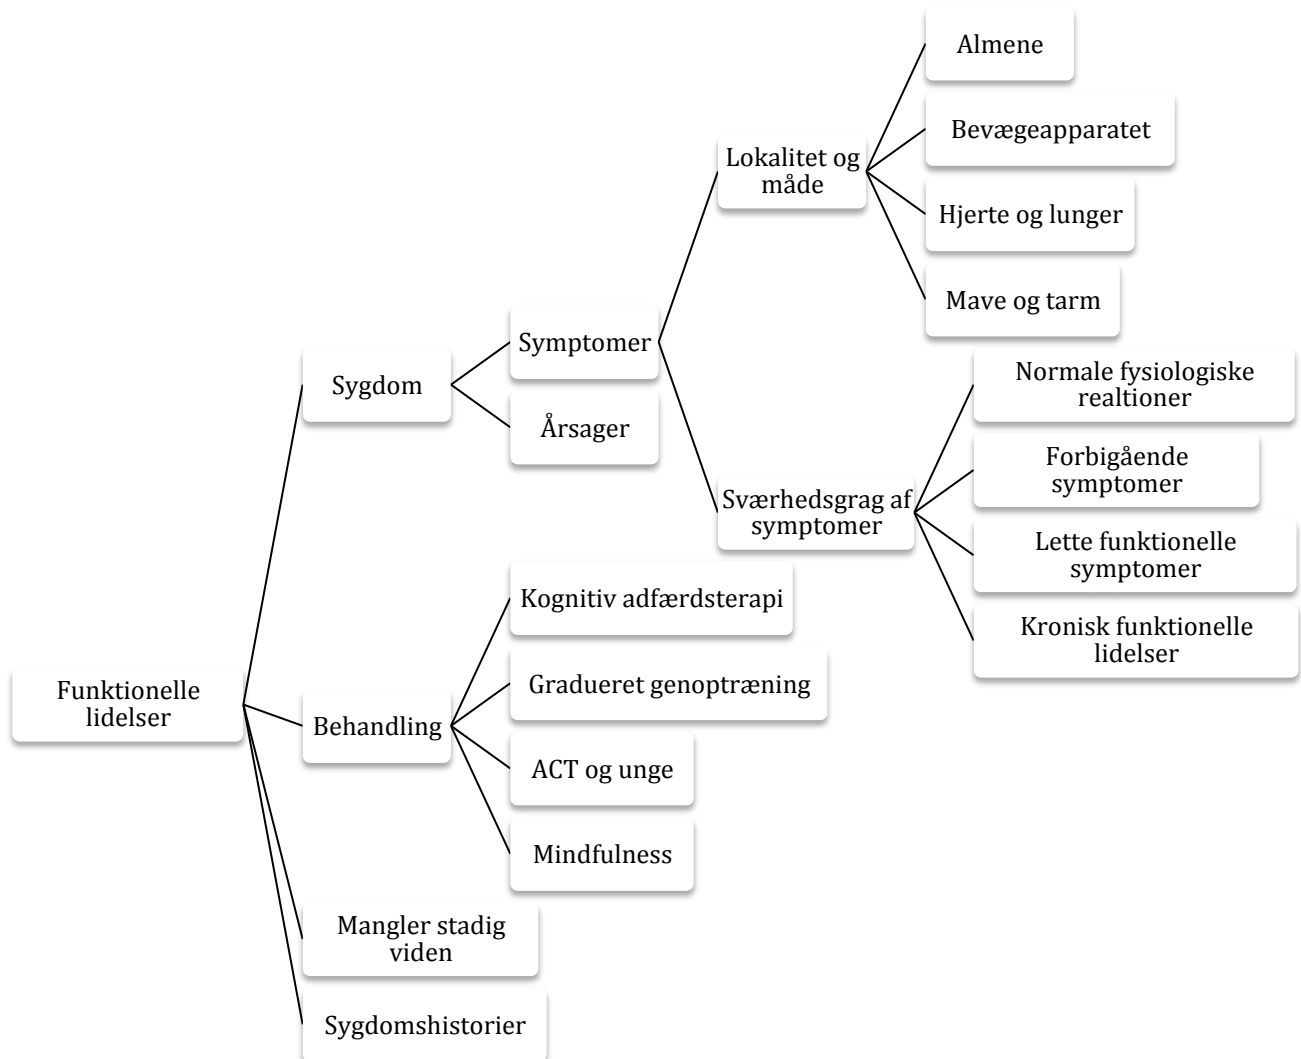 Almene
Bevægeapparatet
Lokalitet og
måde
Hjerte og lunger
Mave og tarm
Symptomer
Sygdom
Årsager
Normale fysiologiske
realtioner
Forbigående
symptomer
Sværhedsgrag af
symptomer
Lette funktionelle
symptomer
Kronisk funktionelle
lidelser
Kognitiv adfærdsterapi
Gradueret genoptræning
Funktionelle
lidelser
Behandling
ACT og unge
Mindfulness
Mangler stadig
viden
Sygdomshistorier